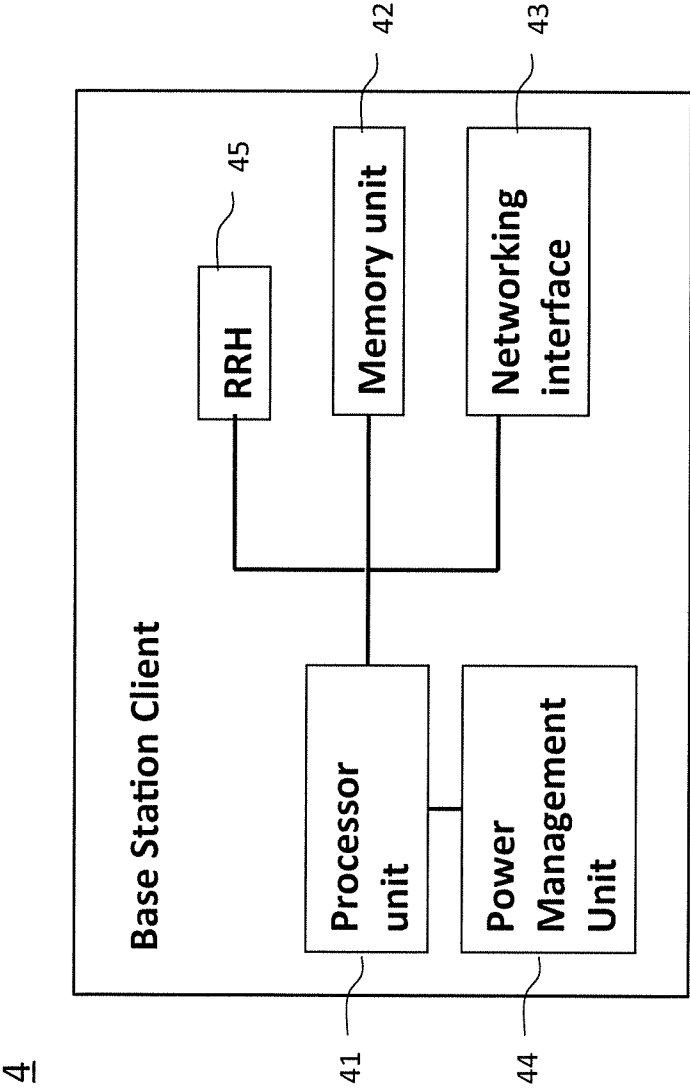 4
Base Station Client
RRH
45
Processor
unit
41
Memory unit
42
Power
Management
Unit
44
Networking
interface
43